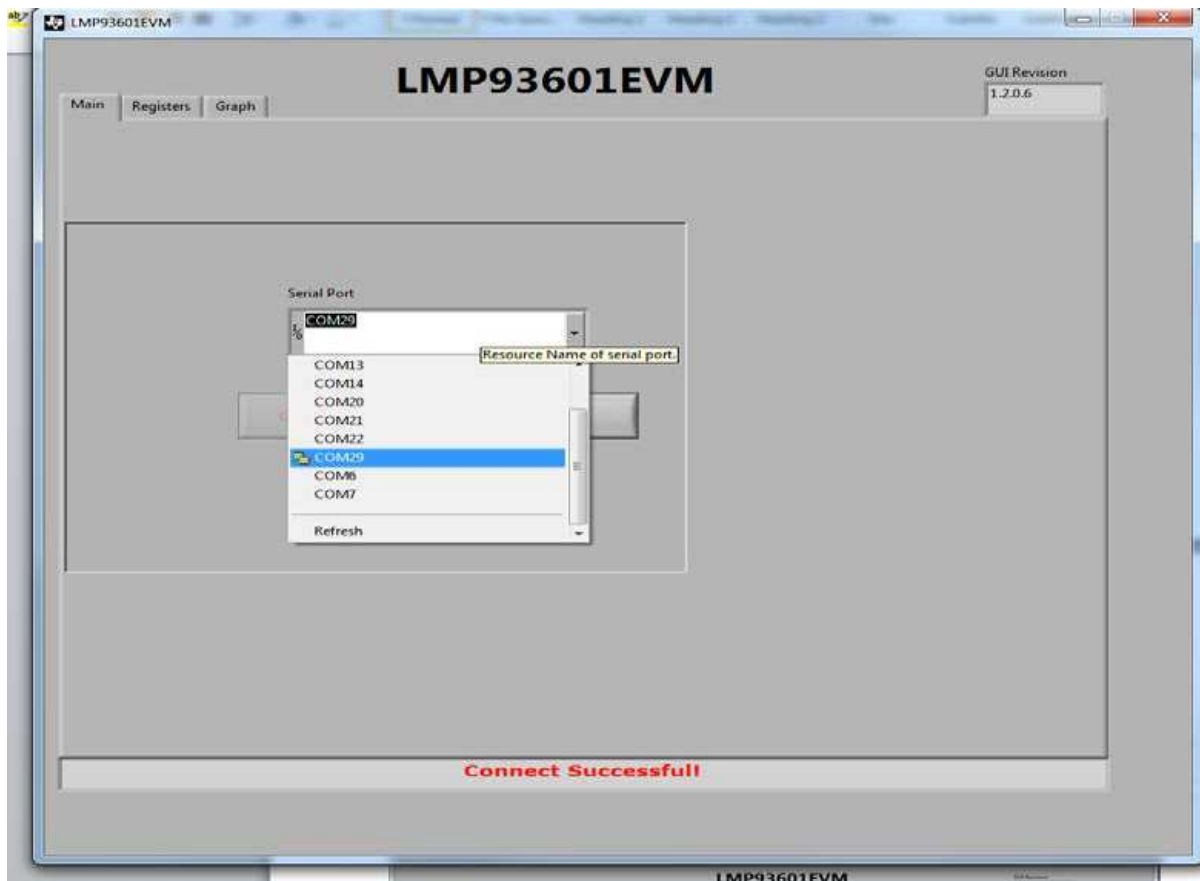 LMP93601EVM
LMP93601EVM
GUI Revision
1.2.0.6
Main
Registers
Graph
Serial Port
COM29
Resource Name of serial port.
COM13
COM14
COM20
COM21
COM22
COM29
COM6
COM7
Refresh
Connect Successful!
LMP93601EVM